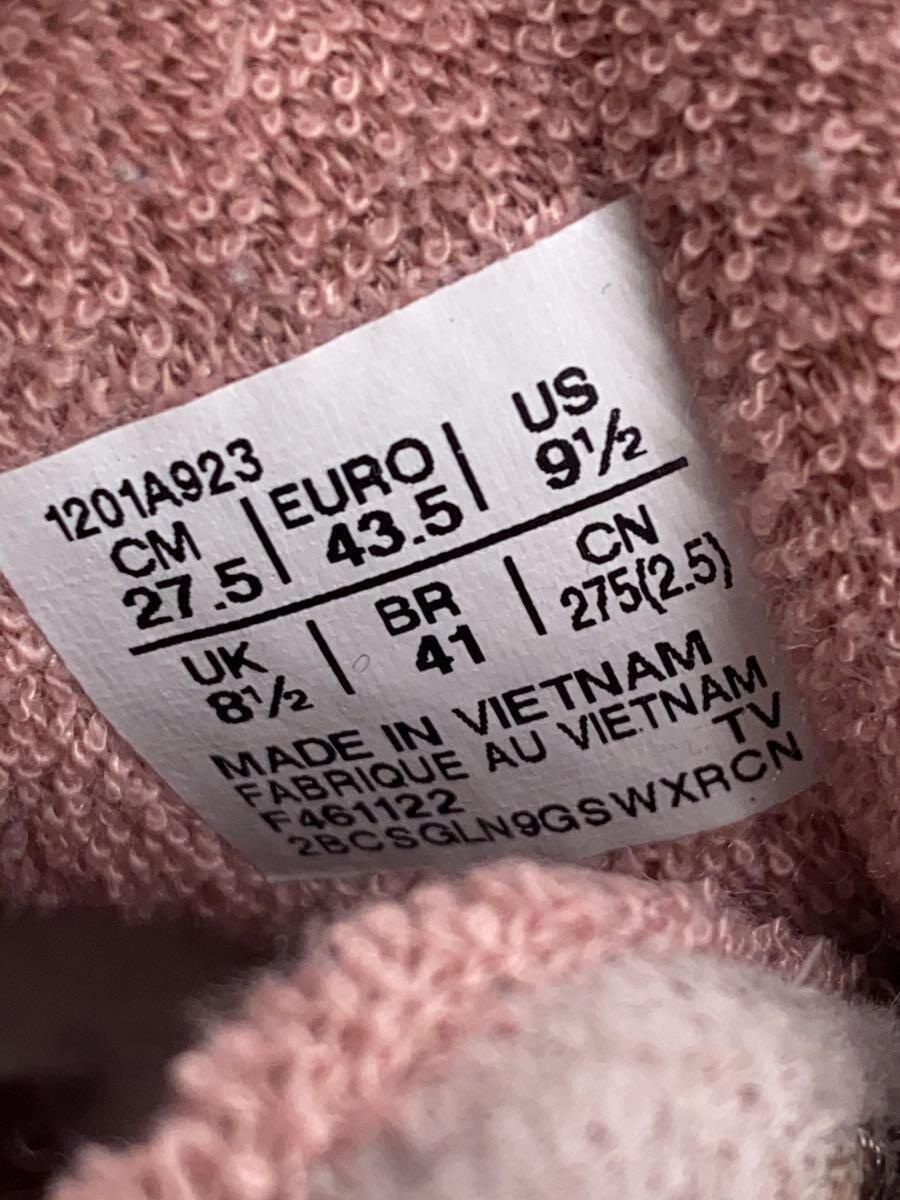 1201A923
CM | EURO | US
27.5 | 43.5 | 9½
UK | BR | CN
8½ | 41 | 275(2.5)
MADE IN VIETNAM
FABRIQUE AU VIETNAM
F461122 TV
2BCSGLN9GSWXRCN